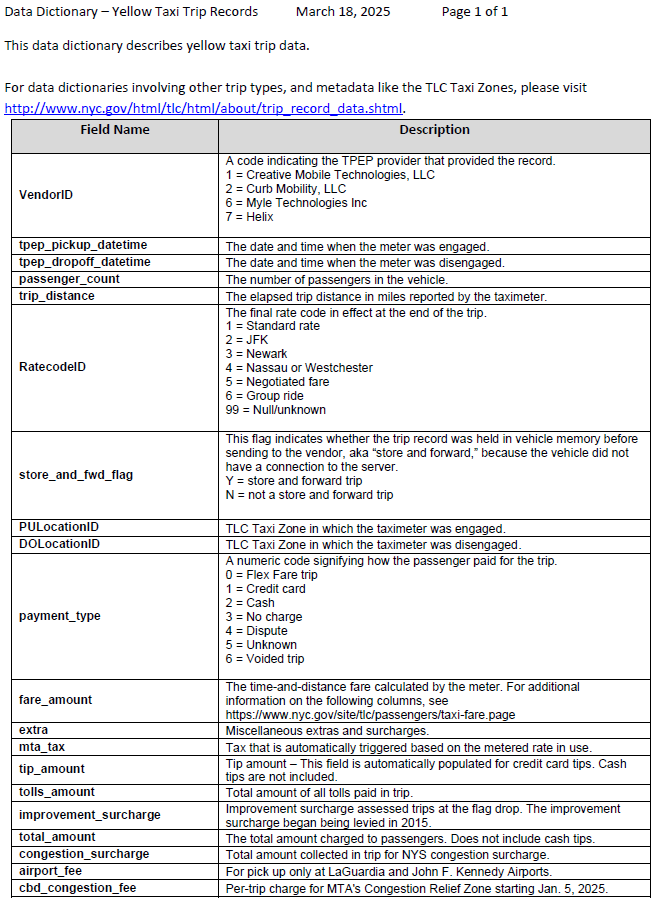 Data Dictionary – Yellow Taxi Trip Records March 18, 2025 Page 1 of 1
This data dictionary describes yellow taxi trip data.
For data dictionaries involving other trip types, and metadata like the TLC Taxi Zones, please visit
http://www.nyc.gov/html/tlc/html/about/trip_record_data.shtml.
Field Name Description
VendorID
A code indicating the TPEP provider that provided the record.
1 = Creative Mobile Technologies, LLC
2 = Curb Mobility, LLC
6 = Myle Technologies Inc
7 = Helix
tpep_pickup_datetime The date and time when the meter was engaged.
tpep_dropoff_datetime The date and time when the meter was disengaged.
passenger_count The number of passengers in the vehicle.
trip_distance The elapsed trip distance in miles reported by the taximeter.
RatecodeID
The final rate code in effect at the end of the trip.
1 = Standard rate
2 = JFK
3 = Newark
4 = Nassau or Westchester
5 = Negotiated fare
6 = Group ride
99 = Null/unknown
store_and_fwd_flag
This flag indicates whether the trip record was held in vehicle memory before
sending to the vendor, aka “store and forward,” because the vehicle did not
have a connection to the server.
Y = store and forward trip
N = not a store and forward trip
PULocationID TLC Taxi Zone in which the taximeter was engaged.
DOLocationID TLC Taxi Zone in which the taximeter was disengaged.
payment_type
A numeric code signifying how the passenger paid for the trip.
0 = Flex Fare trip
1 = Credit card
2 = Cash
3 = No charge
4 = Dispute
5 = Unknown
6 = Voided trip
fare_amount
The time-and-distance fare calculated by the meter. For additional
information on the following columns, see
https://www.nyc.gov/site/tlc/passengers/taxi-fare.page
extra Miscellaneous extras and surcharges.
mta_tax Tax that is automatically triggered based on the metered rate in use.
tip_amount
Tip amount – This field is automatically populated for credit card tips. Cash
tips are not included.
tolls_amount Total amount of all tolls paid in trip.
improvement_surcharge
Improvement surcharge assessed trips at the flag drop. The improvement
surcharge began being levied in 2015.
total_amount The total amount charged to passengers. Does not include cash tips.
congestion_surcharge Total amount collected in trip for NYS congestion surcharge.
airport_fee For pick up only at LaGuardia and John F. Kennedy Airports.
cbd_congestion_fee Per-trip charge for MTA's Congestion Relief Zone starting Jan. 5, 2025.